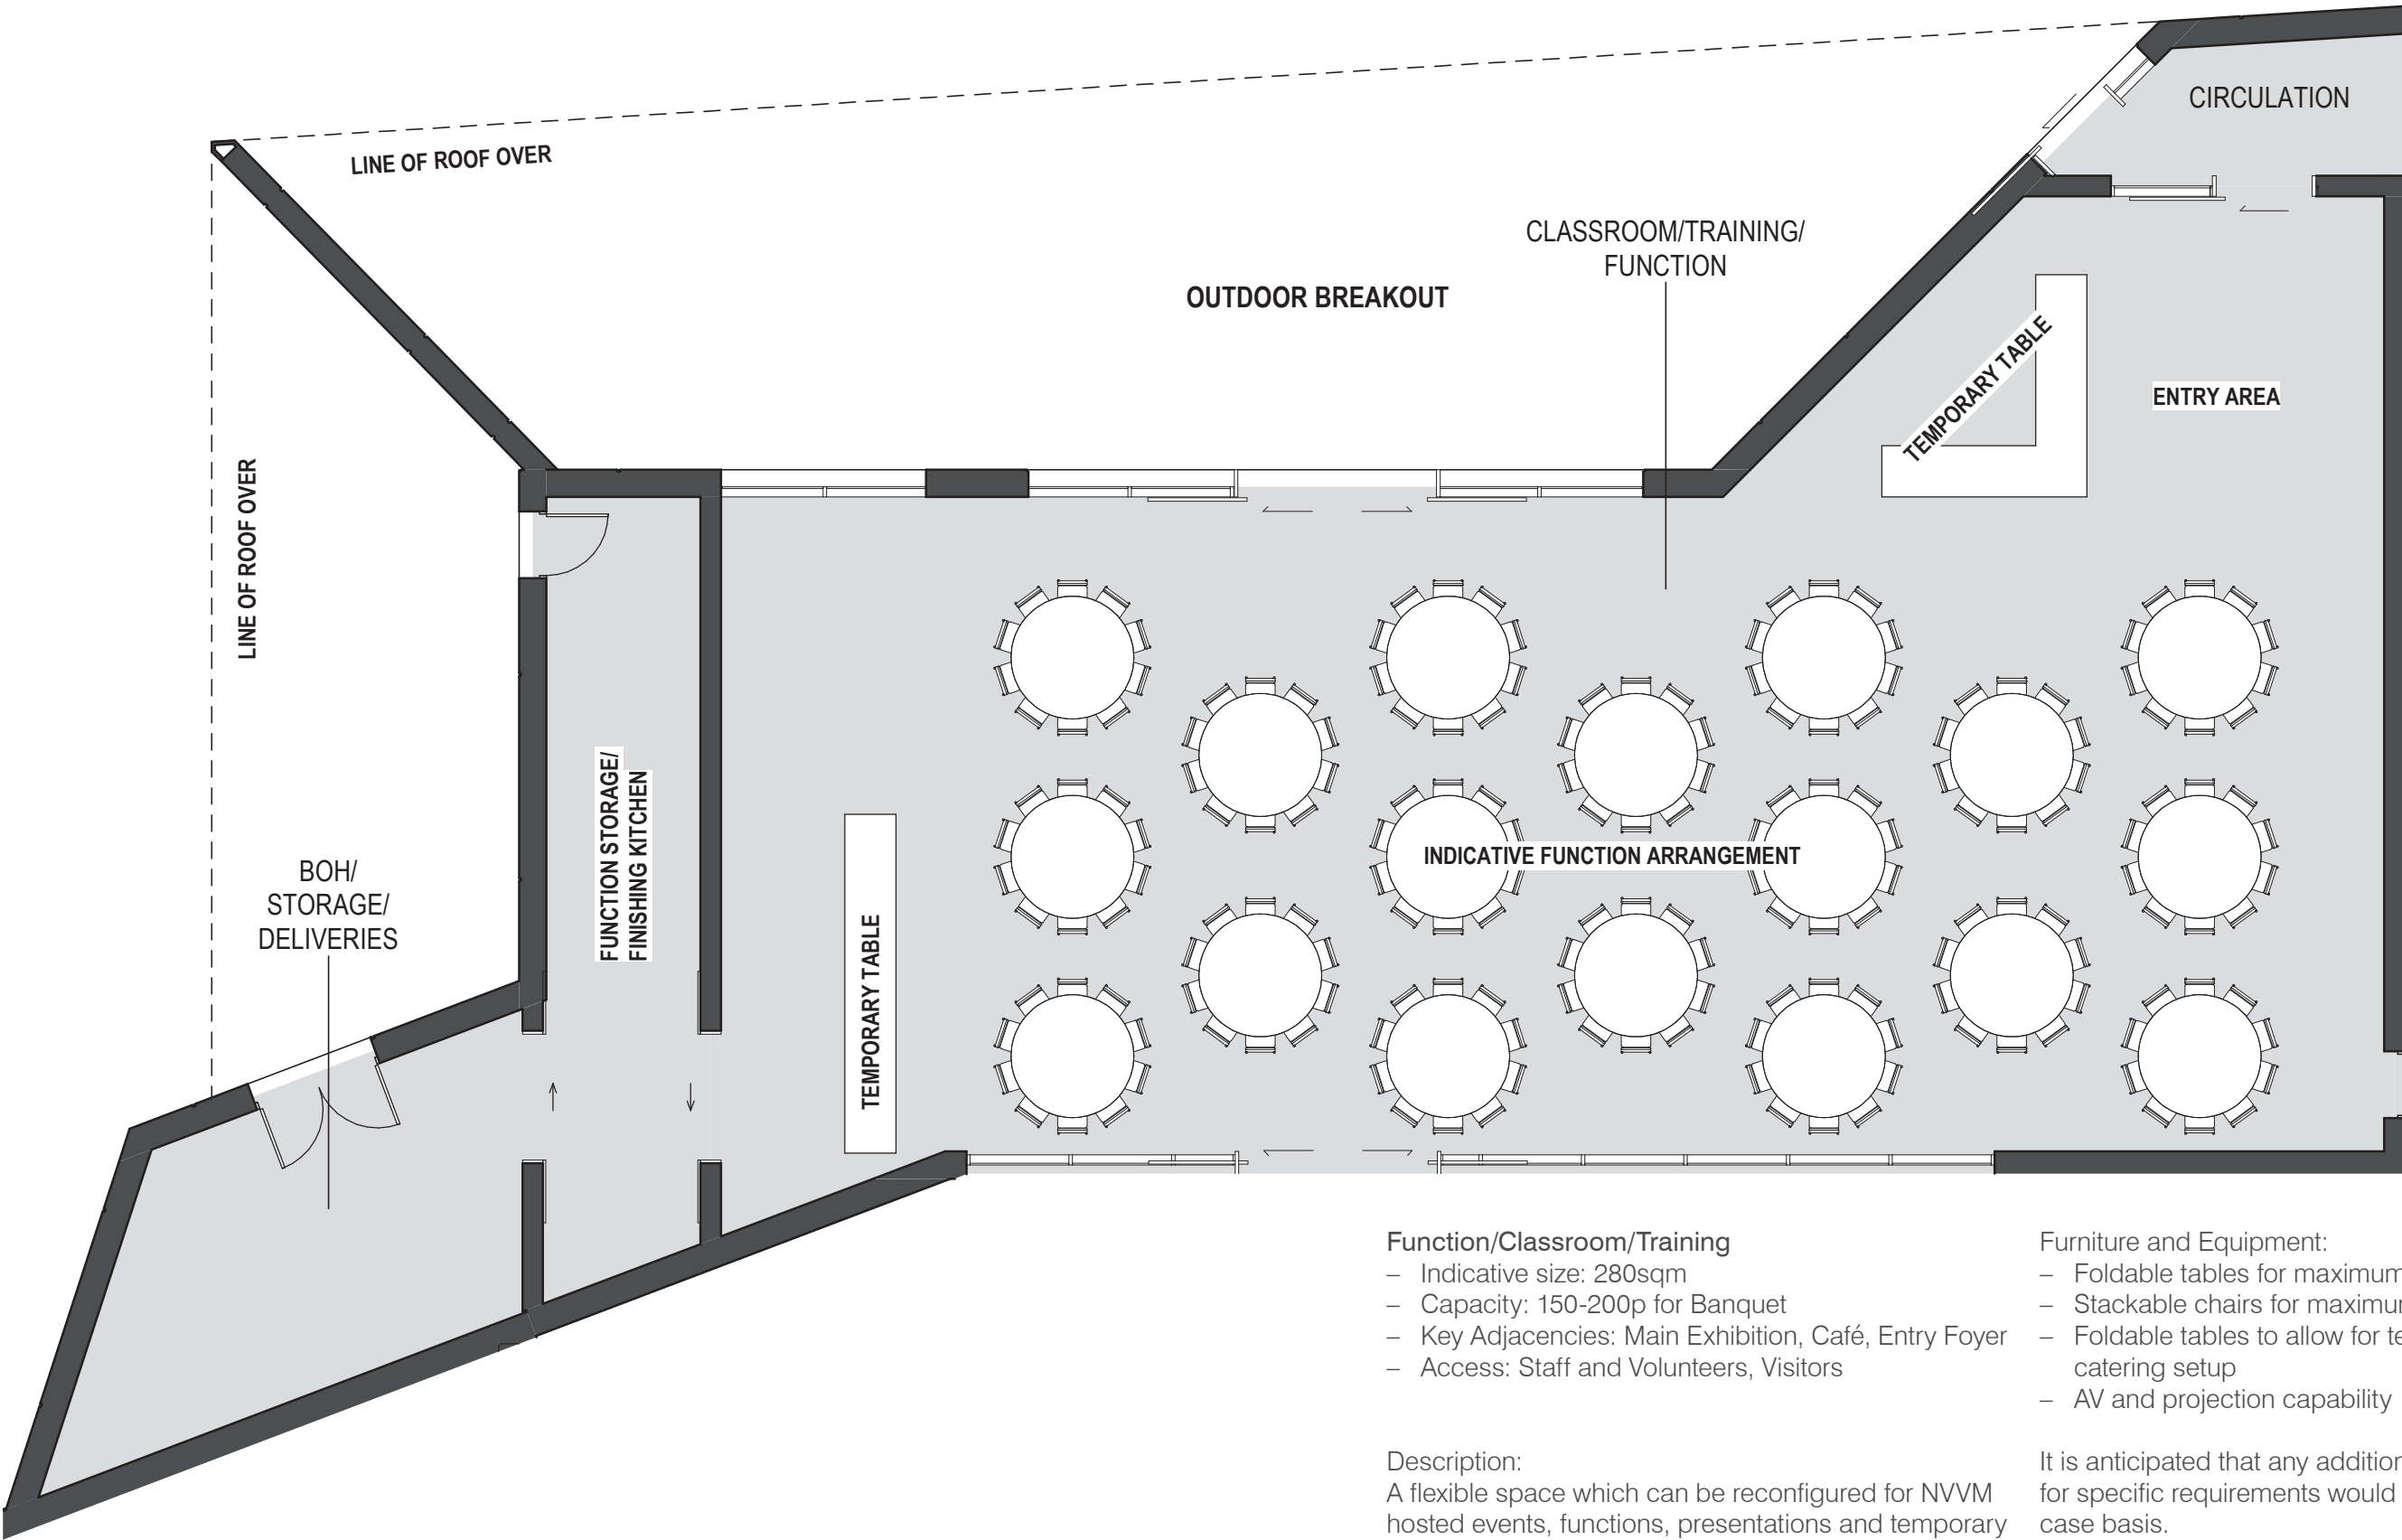 CIRCULATION
LINE OF ROOF OVER
CLASSROOM/TRAINING/
FUNCTION
OUTDOOR BREAKOUT
TEMPORARY TABLE
ENTRY AREA
LINE OF ROOF OVER
FUNCTION STORAGE/
FINISHING KITCHEN
BOH/
STORAGE/
DELIVERIES
TEMPORARY TABLE
INDICATIVE FUNCTION ARRANGEMENT
Function/Classroom/Training
– Indicative size: 280sqm
– Capacity: 150-200p for Banquet
– Key Adjacencies: Main Exhibition, Café, Entry Foyer
– Access: Staff and Volunteers, Visitors
Description:
A flexible space which can be reconfigured for NVVM
hosted events, functions, presentations and temporary
Furniture and Equipment:
– Foldable tables for maximum
– Stackable chairs for
– Foldable tables to allow for
catering setup
– AV and projection capability
It is anticipated that any
for specific requirements would
case basis.